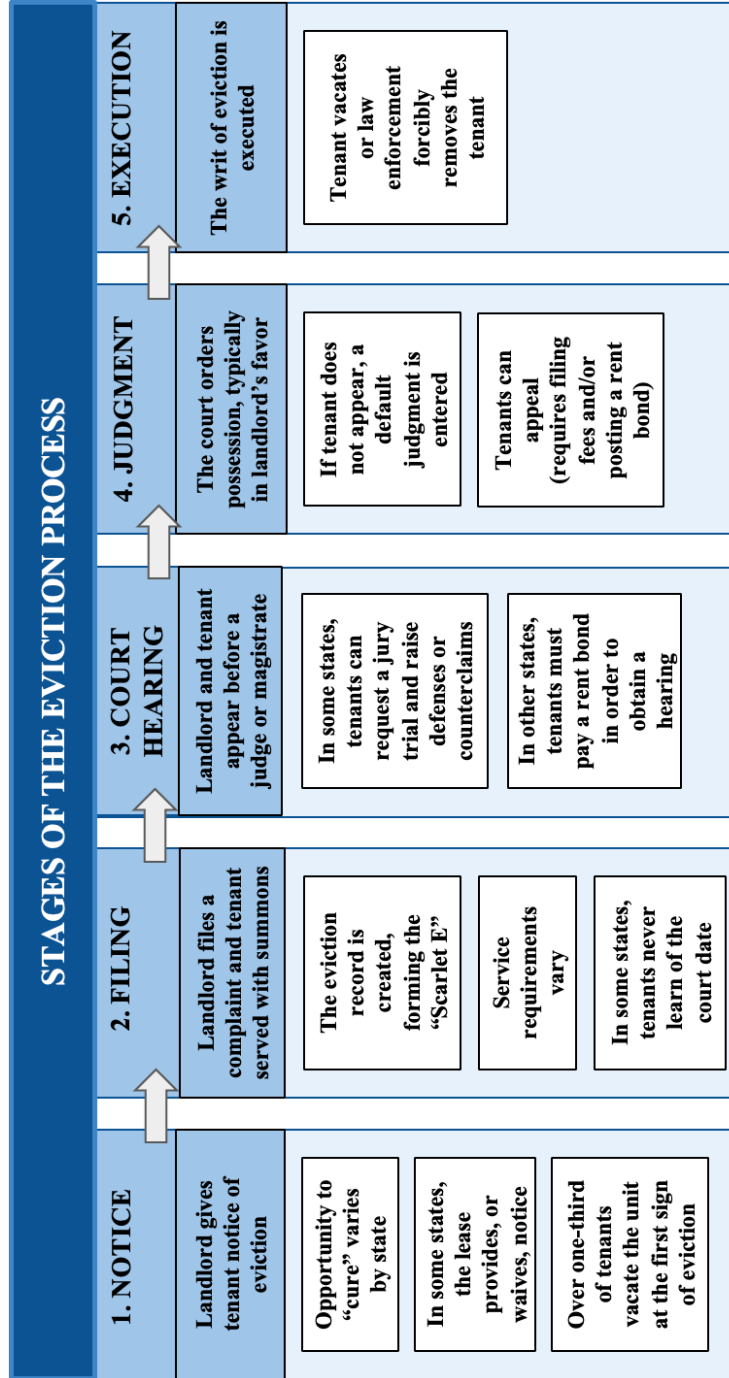 STAGES OF THE EVICTION PROCESS
1. NOTICE
Landlord gives
tenant notice of
eviction
Opportunity to
“cure” varies
by state
In some states,
the lease
provides, or
waives, notice
Over one-third
of tenants
vacate the unit
at the first sign
of eviction
2. FILING
Landlord files a
complaint and tenant
served with summons
The eviction
record is
created,
forming the
“Scarlet E”
Service
requirements
vary
In some states,
tenants never
learn of the
court date
3. COURT
HEARING
Landlord and tenant
appear before a
judge or magistrate
In some states,
tenants can
request a jury
trial and raise
defenses or
counterclaims
In other states,
tenants must
pay a rent bond
in order to
obtain a
hearing
4. JUDGMENT
The court orders
possession, typically
in landlord’s favor
If tenant does
not appear, a
default
judgment is
entered
Tenants can
appeal
(requires filing
fees and/or
posting a rent
bond)
5. EXECUTION
The writ of eviction is
executed
Tenant vacates
or law
enforcement
forcibly
removes the
tenant